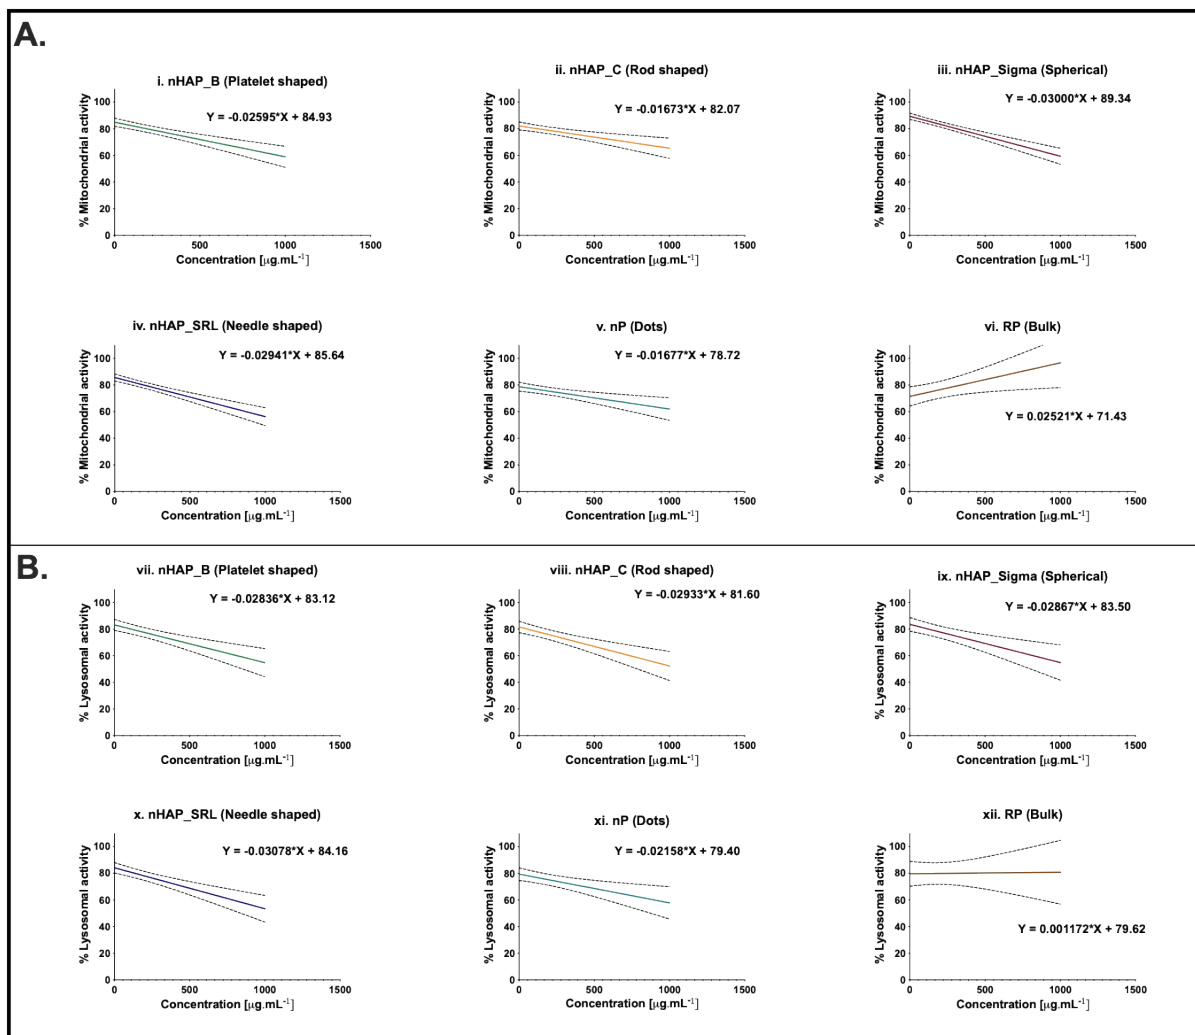 A.
i. nHAP_B (Platelet shaped)
Y = -0.02595*X + 84.93
% Mitochondrial activity
100
80
60
40
20
0
0 500 1000 1500
Concentration [μg.mL⁻¹]
ii. nHAP_C (Rod shaped)
Y = -0.01673*X + 82.07
% Mitochondrial activity
100
80
60
40
20
0
0 500 1000 1500
Concentration [μg.mL⁻¹]
iii. nHAP_Sigma (Spherical)
Y = -0.03000*X + 89.34
% Mitochondrial activity
100
80
60
40
20
0
0 500 1000 1500
Concentration [μg.mL⁻¹]
iv. nHAP_SRL (Needle shaped)
Y = -0.02941*X + 85.64
% Mitochondrial activity
100
80
60
40
20
0
0 500 1000 1500
Concentration [μg.mL⁻¹]
v. nP (Dots)
Y = -0.01677*X + 78.72
% Mitochondrial activity
100
80
60
40
20
0
0 500 1000 1500
Concentration [μg.mL⁻¹]
vi. RP (Bulk)
Y = 0.02521*X + 71.43
% Mitochondrial activity
100
80
60
40
20
0
0 500 1000 1500
Concentration [μg.mL⁻¹]
B.
vii. nHAP_B (Platelet shaped)
Y = -0.02836*X + 83.12
% Lysosomal activity
100
80
60
40
20
0
0 500 1000 1500
Concentration [μg.mL⁻¹]
viii. nHAP_C (Rod shaped)
Y = -0.02933*X + 81.60
% Lysosomal activity
100
80
60
40
20
0
0 500 1000 1500
Concentration [μg.mL⁻¹]
ix. nHAP_Sigma (Spherical)
Y = -0.02867*X + 83.50
% Lysosomal activity
100
80
60
40
20
0
0 500 1000 1500
Concentration [μg.mL⁻¹]
x. nHAP_SRL (Needle shaped)
Y = -0.03078*X + 84.16
% Lysosomal activity
100
80
60
40
20
0
0 500 1000 1500
Concentration [μg.mL⁻¹]
xi. nP (Dots)
Y = -0.02158*X + 79.40
% Lysosomal activity
100
80
60
40
20
0
0 500 1000 1500
Concentration [μg.mL⁻¹]
xii. RP (Bulk)
Y = 0.001172*X + 79.62
% Lysosomal activity
100
80
60
40
20
0
0 500 1000 1500
Concentration [μg.mL⁻¹]